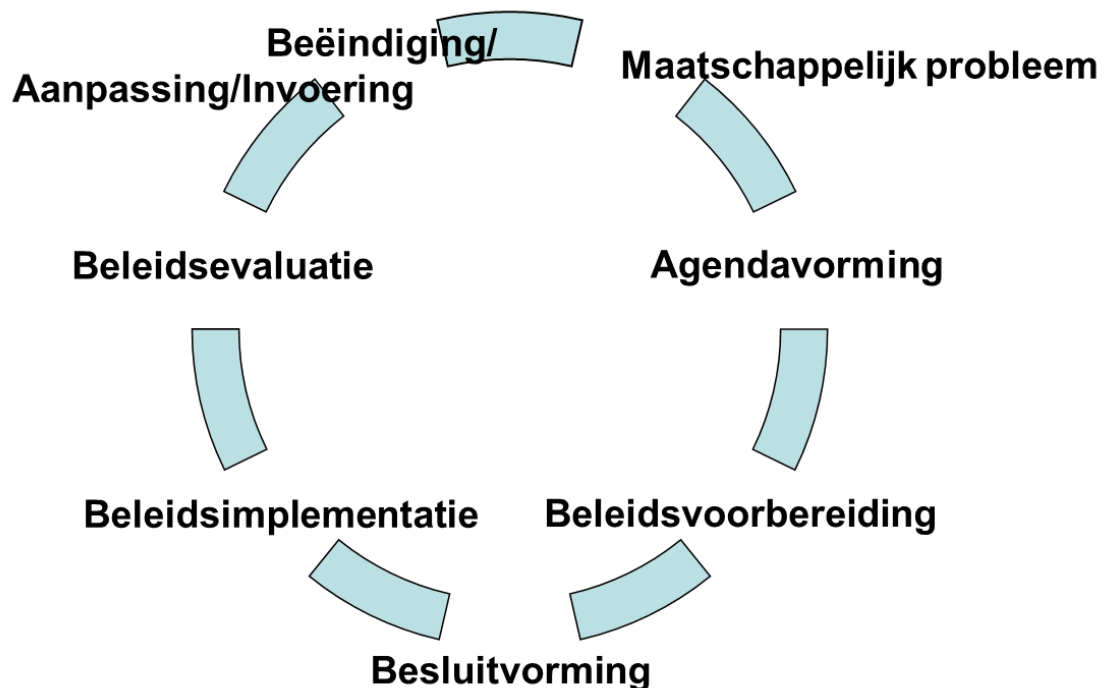 Beëindiging/
Aanpassing/Invoering
Maatschappelijk probleem
Agendavorming
Beleidsvoorbereiding
Besluitvorming
Beleidsimplementatie
Beleidsevaluatie